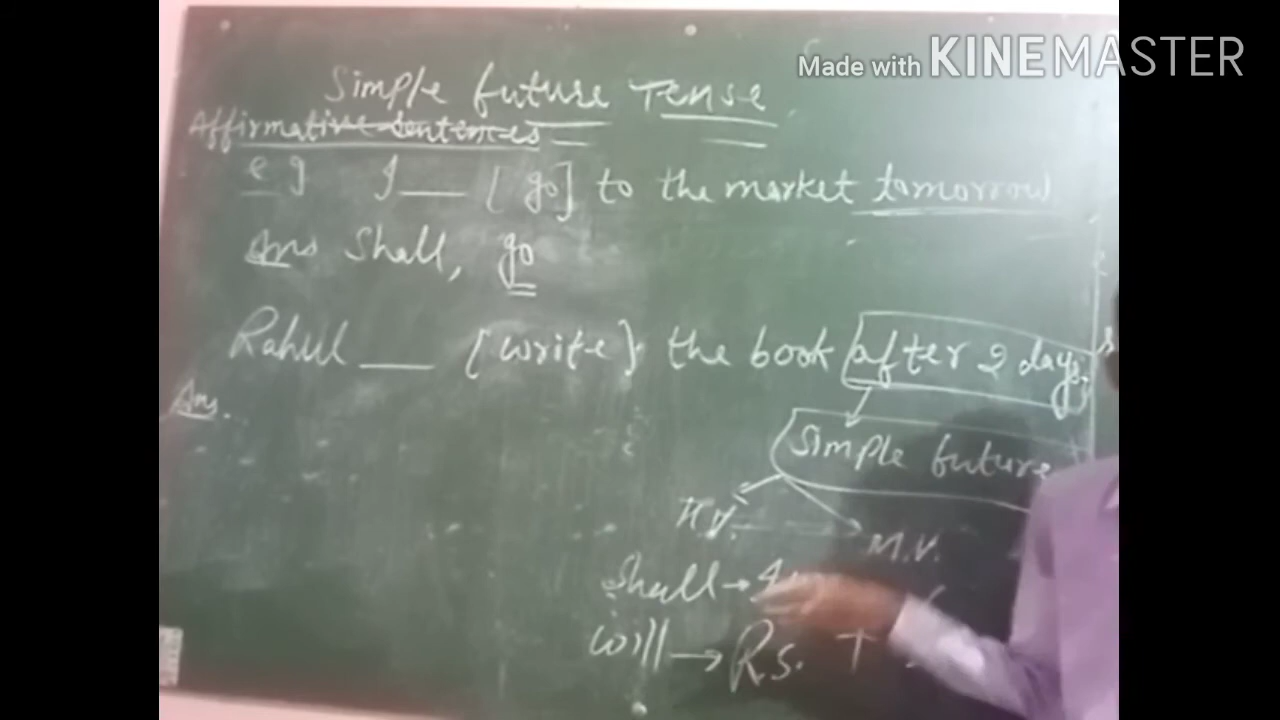 Made with KINEMASTER
Simple future Tense
Affirmative Sentences
e g I ___ [go] to the market tomorrow
Ans Shall, go
Rahul ___ [write] the book after 2 days
Ans.
Simple future
H.V. M.V.
Shall →
will → R.S. +